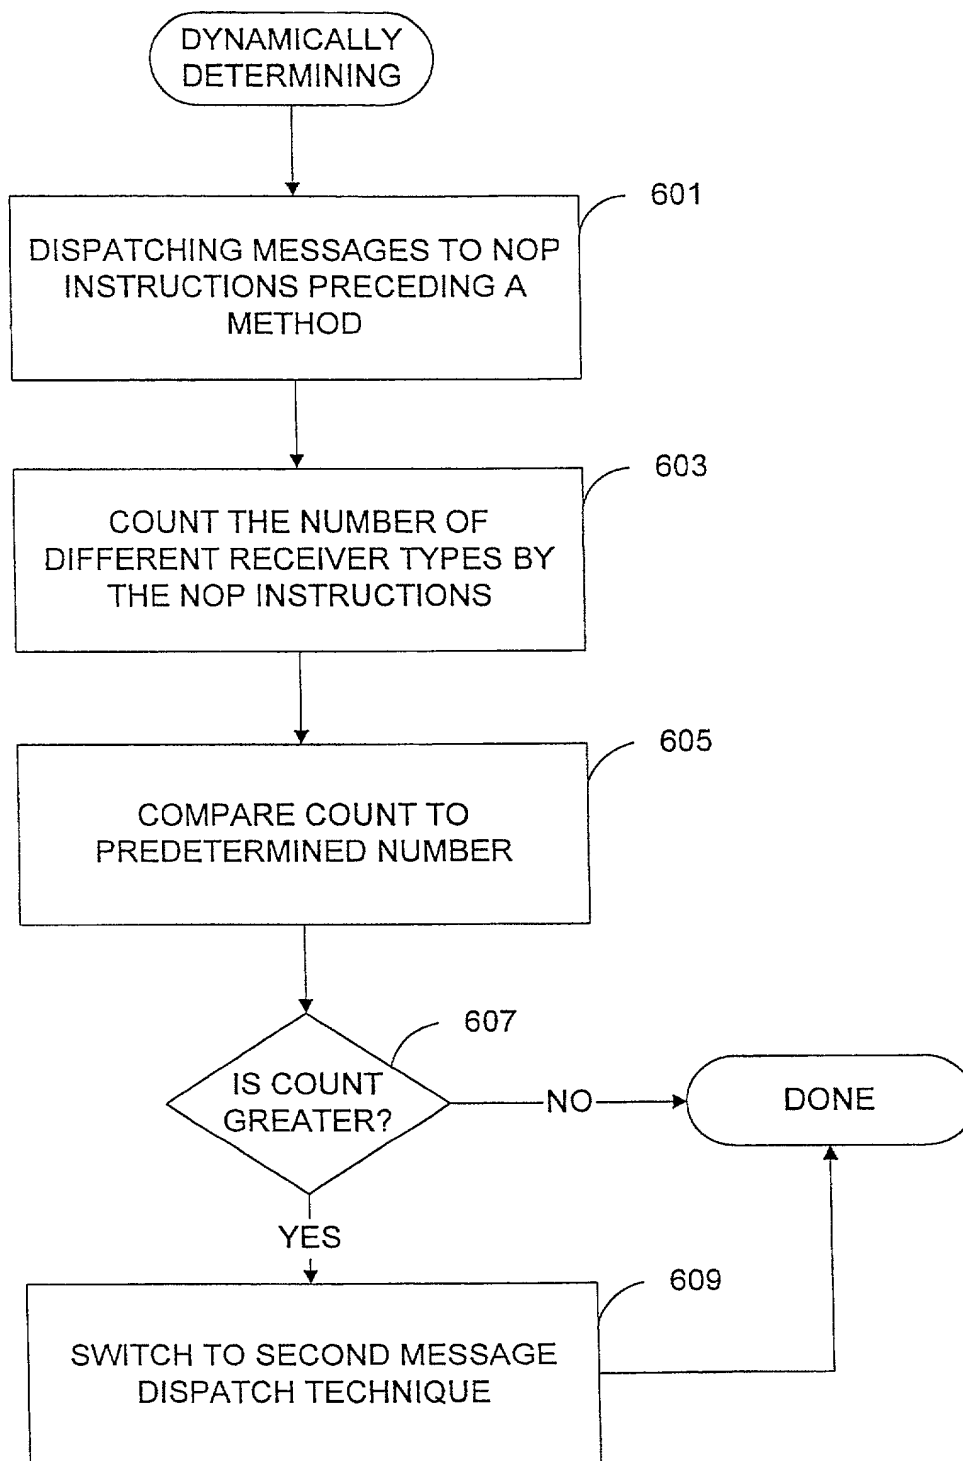 DYNAMICALLY
DETERMINING
601
DISPATCHING MESSAGES TO NOP
INSTRUCTIONS PRECEDING A
METHOD
603
COUNT THE NUMBER OF
DIFFERENT RECEIVER TYPES BY
THE NOP INSTRUCTIONS
605
COMPARE COUNT TO
PREDETERMINED NUMBER
607
IS COUNT
GREATER?
NO
DONE
YES
609
SWITCH TO SECOND MESSAGE
DISPATCH TECHNIQUE